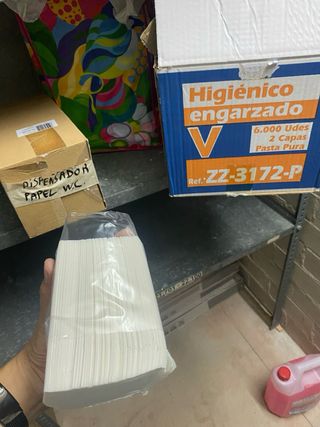 Higiénico
engarzado
V
6.000 Udes
2 Capas
Pasta Pura
Ref.: ZZ-3172-P
DISPENSADOR
PAPEL W.C.